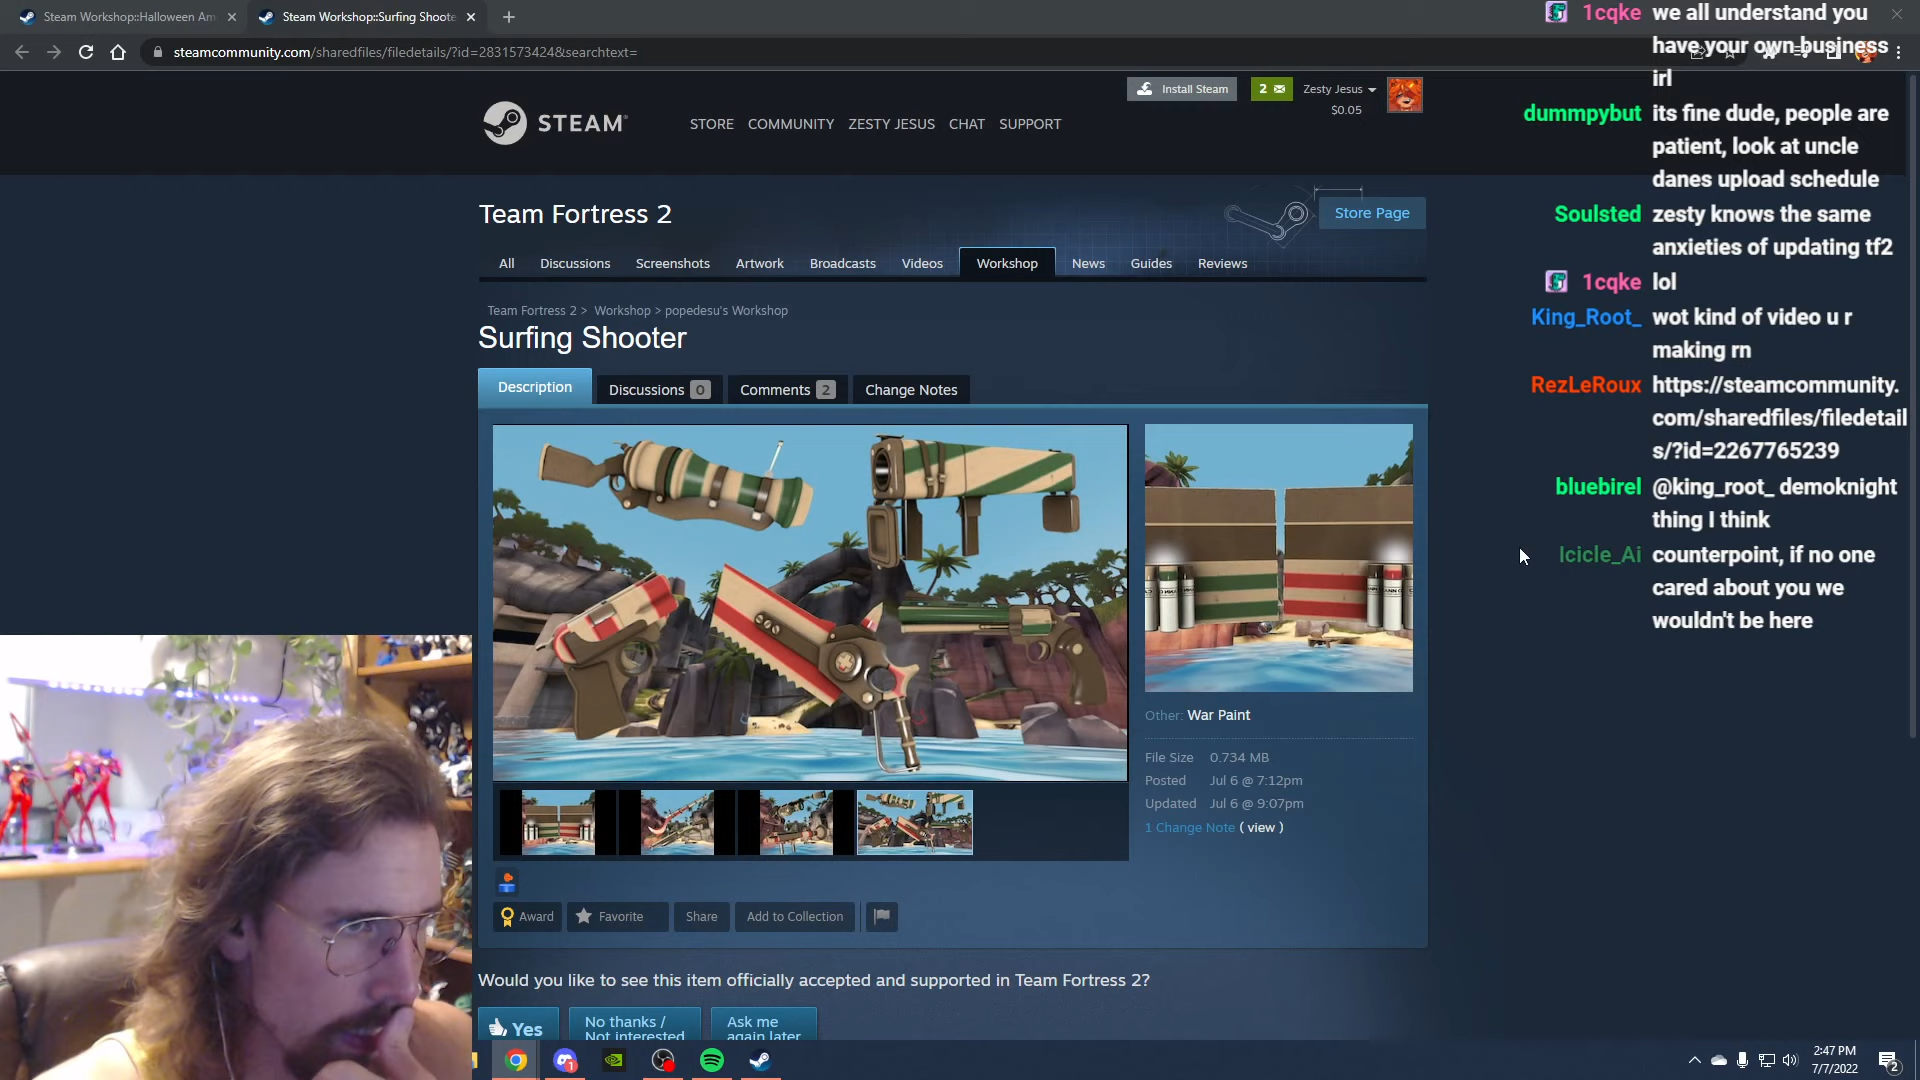 Steam Workshop::Halloween Am
Steam Workshop::Surfing Shoote
steamcommunity.com/sharedfiles/filedetails/?id=2831573424&searchtext=
Install Steam
2
Zesty Jesus
$0.05
STEAM
STORE
COMMUNITY
ZESTY JESUS
CHAT
SUPPORT
Team Fortress 2
Store Page
All
Discussions
Screenshots
Artwork
Broadcasts
Videos
Workshop
News
Guides
Reviews
Team Fortress 2 > Workshop > popedesu's Workshop
Surfing Shooter
Description
Discussions 0
Comments 2
Change Notes
Other: War Paint
File Size 0.734 MB
Posted Jul 6 @ 7:12pm
Updated Jul 6 @ 9:07pm
1 Change Note ( view )
Award
Favorite
Share
Add to Collection
Would you like to see this item officially accepted and supported in Team Fortress 2?
Yes
No thanks /
Not interested
Ask me
again later
1cqke we all understand you
have your own business
irl
dummpybut its fine dude, people are
patient, look at uncle
danes upload schedule
Soulsted zesty knows the same
anxieties of updating tf2
1cqke lol
King_Root_ wot kind of video u r
making rn
RezLeRoux https://steamcommunity.
com/sharedfiles/filedetail
s/?id=2267765239
bluebirel @king_root_ demoknight
thing I think
Icicle_Ai counterpoint, if no one
cared about you we
wouldn't be here
1
2:47 PM
7/7/2022
2